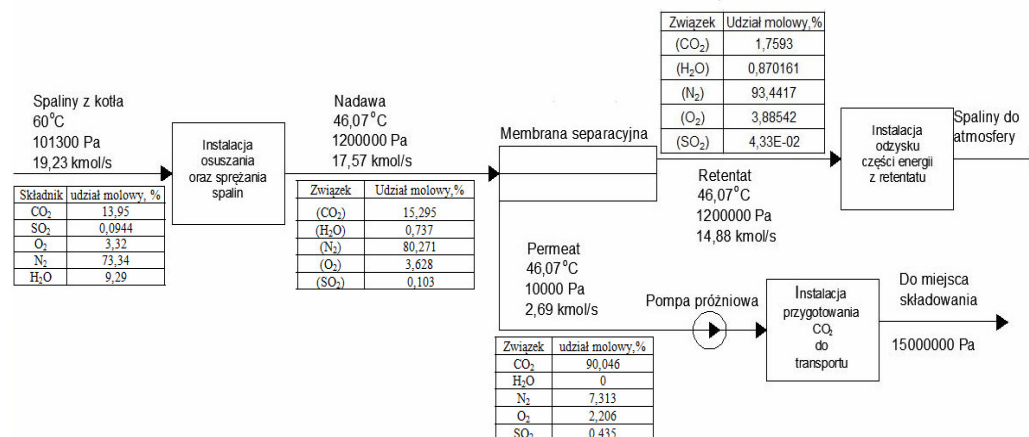 Spaliny z kotła
60°C
101300 Pa
19,23 kmol/s
Składnik udział molowy, %
CO₂ 13,95
SO₂ 0,0944
O₂ 3,32
N₂ 73,34
H₂O 9,29
Instalacja
osuszania
oraz sprężania
spalin
Nadawa
46,07°C
1200000 Pa
17,57 kmol/s
Związek Udział molowy,%
(CO₂) 15,295
(H₂O) 0,737
(N₂) 80,271
(O₂) 3,628
(SO₂) 0,103
Membrana separacyjna
Związek Udział molowy,%
(CO₂) 1,7593
(H₂O) 0,870161
(N₂) 93,4417
(O₂) 3,88542
(SO₂) 4,33E-02
Retentat
46,07°C
1200000 Pa
14,88 kmol/s
Instalacja
odzysku
części energii
z retentatu
Spaliny do
atmosfery
Permeat
46,07°C
10000 Pa
2,69 kmol/s
Związek udział molowy,%
CO₂ 90,046
H₂O 0
N₂ 7,313
O₂ 2,206
SO₂ 0,435
Pompa próżniowa
Instalacja
przygotowania
CO₂
do
transportu
Do miejsca
składowania
15000000 Pa